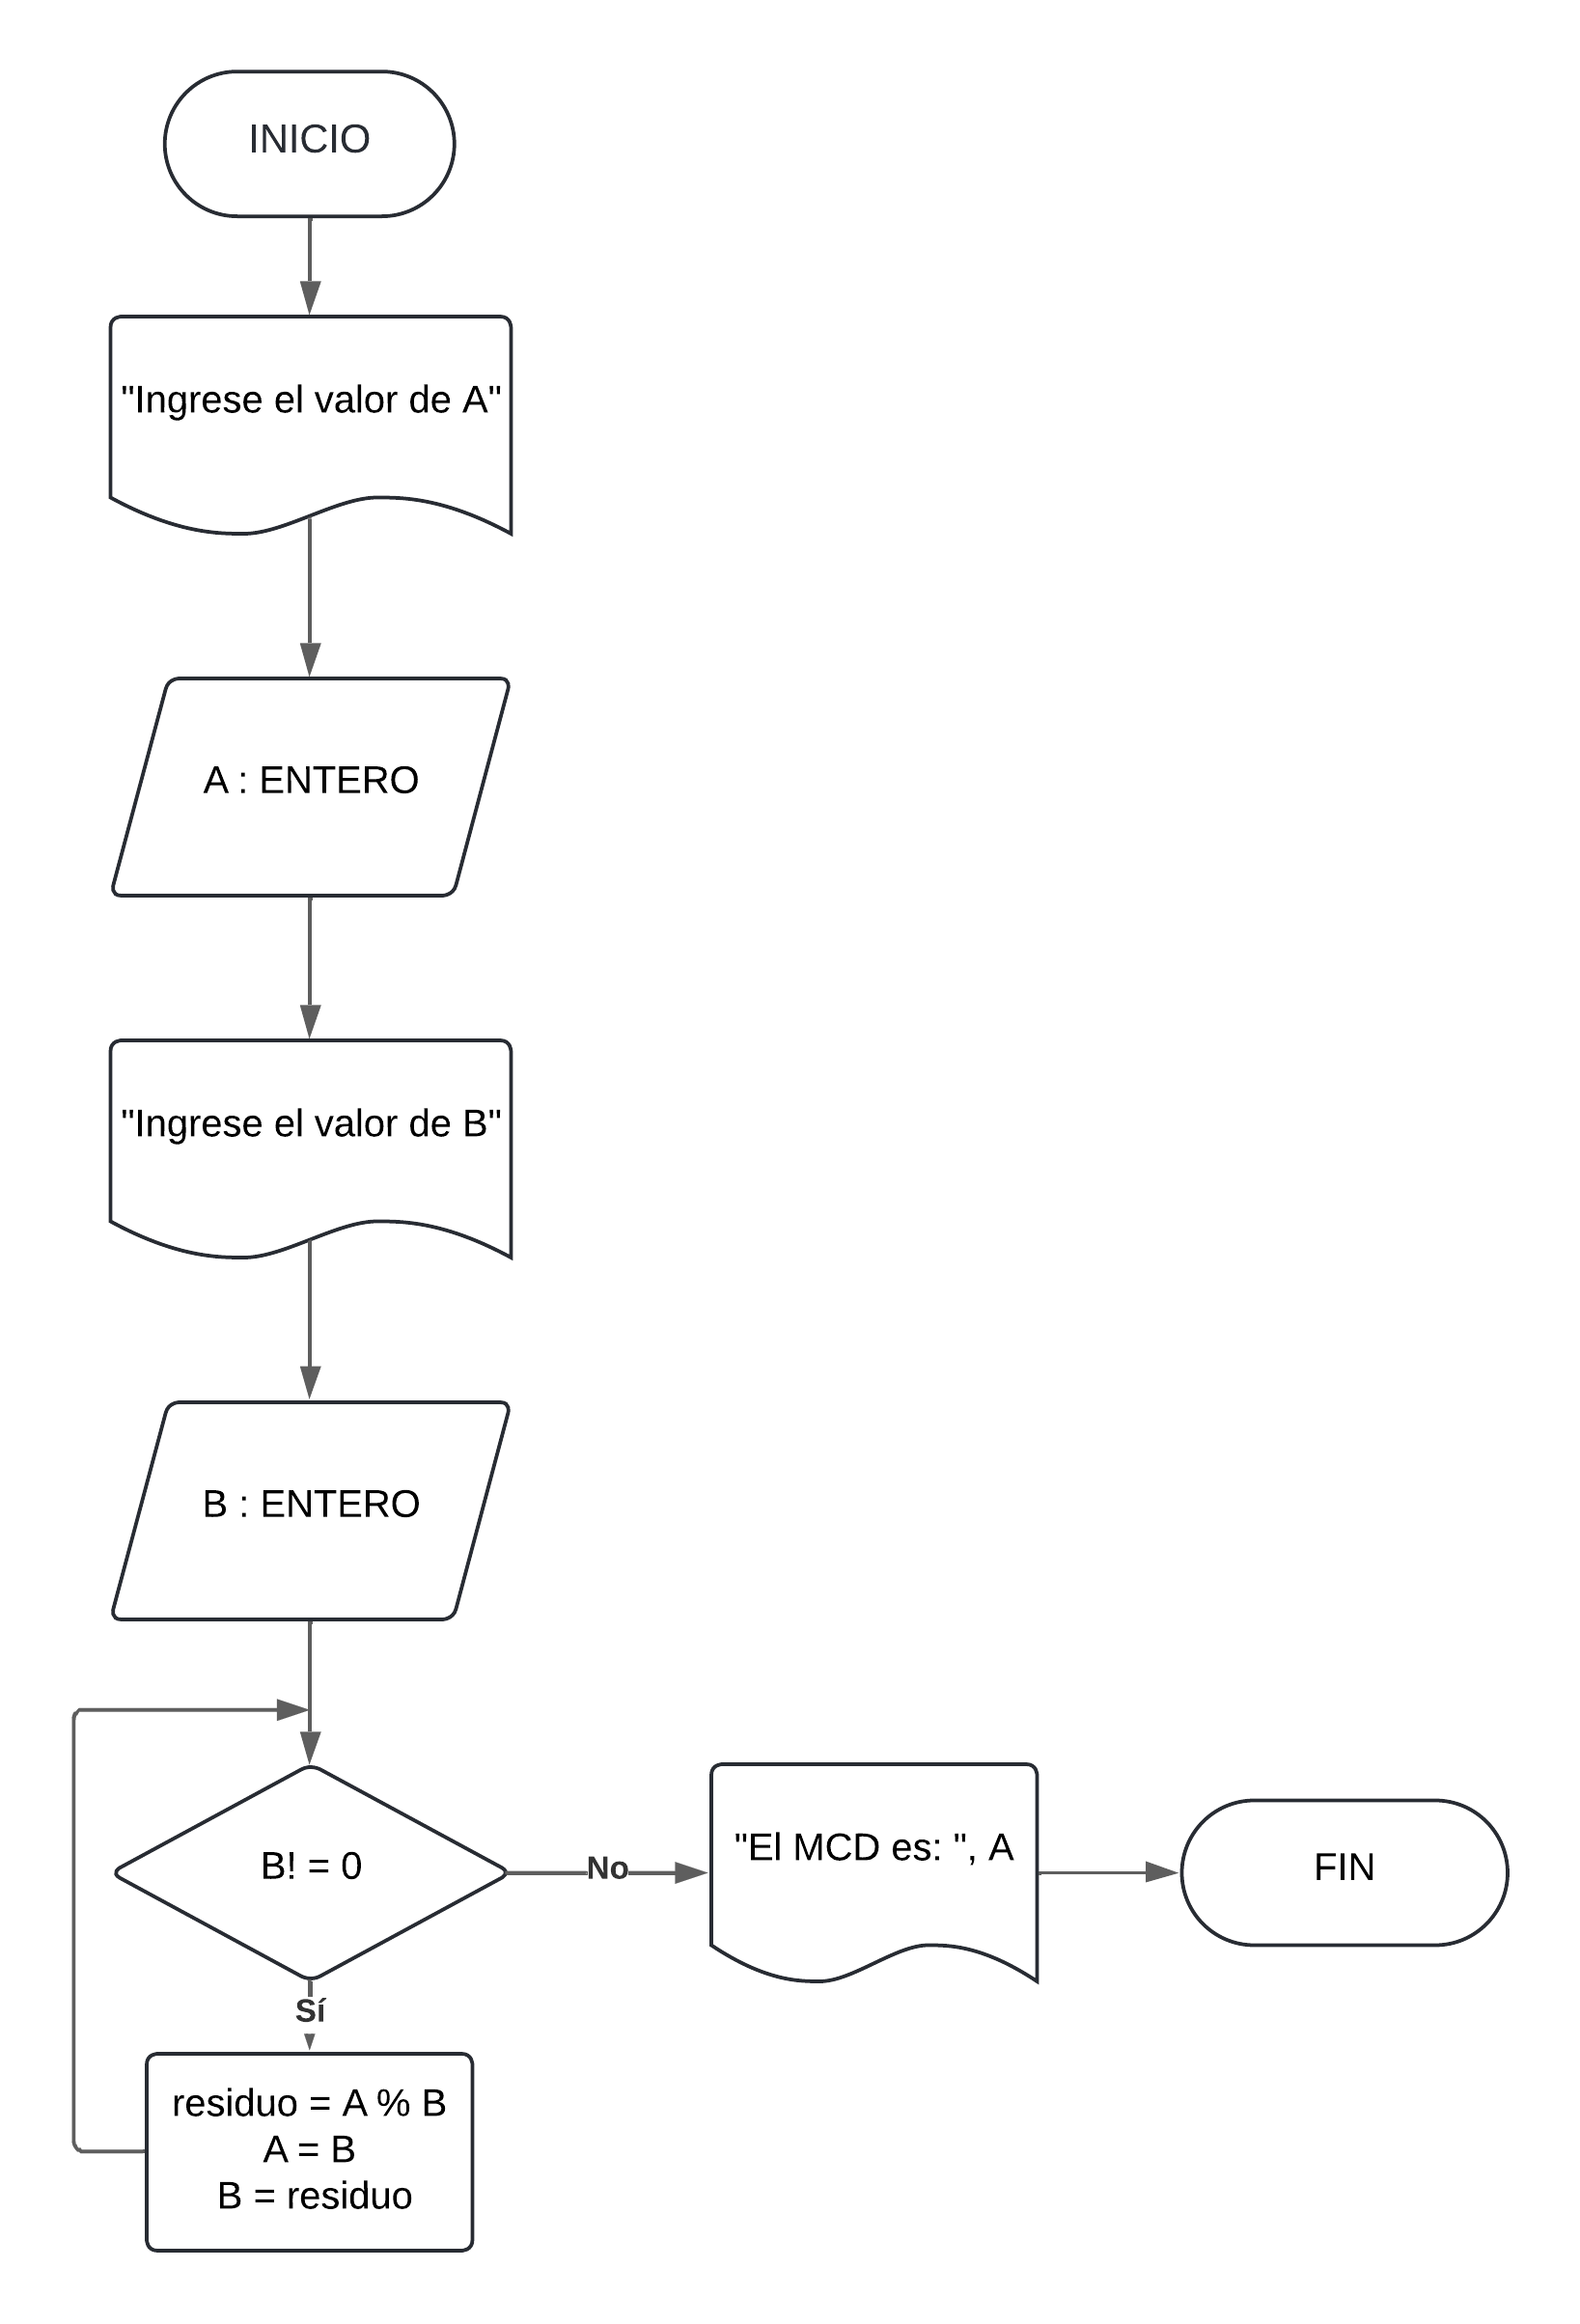 INICIO
"Ingrese el valor de A"
A : ENTERO
"Ingrese el valor de B"
B : ENTERO
B! = 0
No
"El MCD es: ", A
FIN
Sí
residuo = A % B
A = B
B = residuo